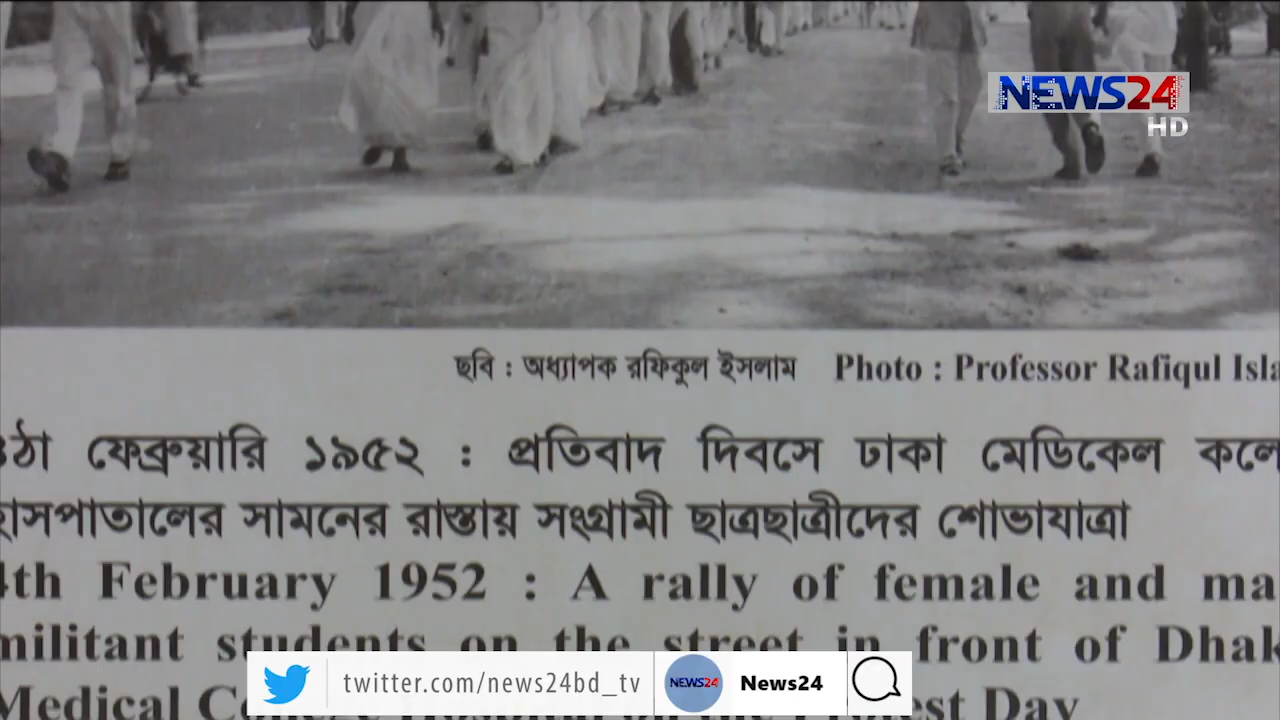 NEWS24
HD
ছবি : অধ্যাপক রফিকুল ইসলাম Photo : Professor Rafiqul Isla
৪ঠা ফেব্রুয়ারি ১৯৫২ : প্রতিবাদ দিবসে ঢাকা মেডিকেল কলে
হাসপাতালের সামনের রাস্তায় সংগ্রামী ছাত্রছাত্রীদের শোভাযাত্রা
4th February 1952 : A rally of female and ma
militant students on the street in front of Dhak
Medical Day
twitter.com/news24bd_tv NEWS24 News24